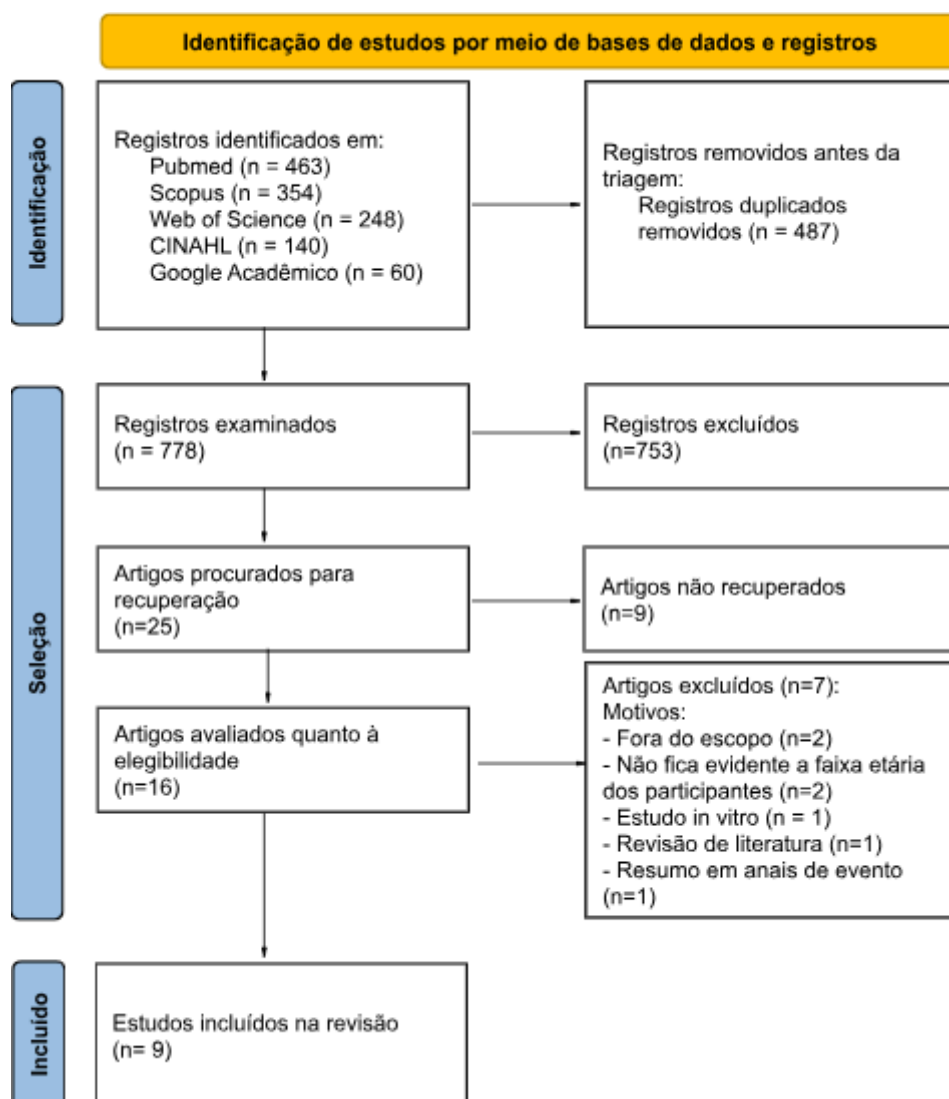 Identificação de estudos por meio de bases de dados e registros
Identificação
Registros identificados em:
Pubmed (n = 463)
Scopus (n = 354)
Web of Science (n = 248)
CINAHL (n = 140)
Google Acadêmico (n = 60)
Registros removidos antes da
triagem:
Registros duplicados
removidos (n = 487)
Seleção
Registros examinados
(n = 778)
Registros excluídos
(n=753)
Artigos procurados para
recuperação
(n=25)
Artigos não recuperados
(n=9)
Artigos avaliados quanto à
elegibilidade
(n=16)
Artigos excluídos (n=7):
Motivos:
- Fora do escopo (n=2)
- Não fica evidente a faixa etária
dos participantes (n=2)
- Estudo in vitro (n = 1)
- Revisão de literatura (n=1)
- Resumo em anais de evento
(n=1)
Incluído
Estudos incluídos na revisão
(n= 9)